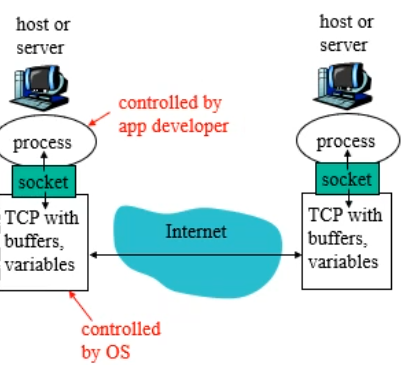 host or
server
host or
server
controlled by
app developer
process
process
socket
socket
TCP with
buffers,
variables
Internet
TCP with
buffers,
variables
controlled
by OS